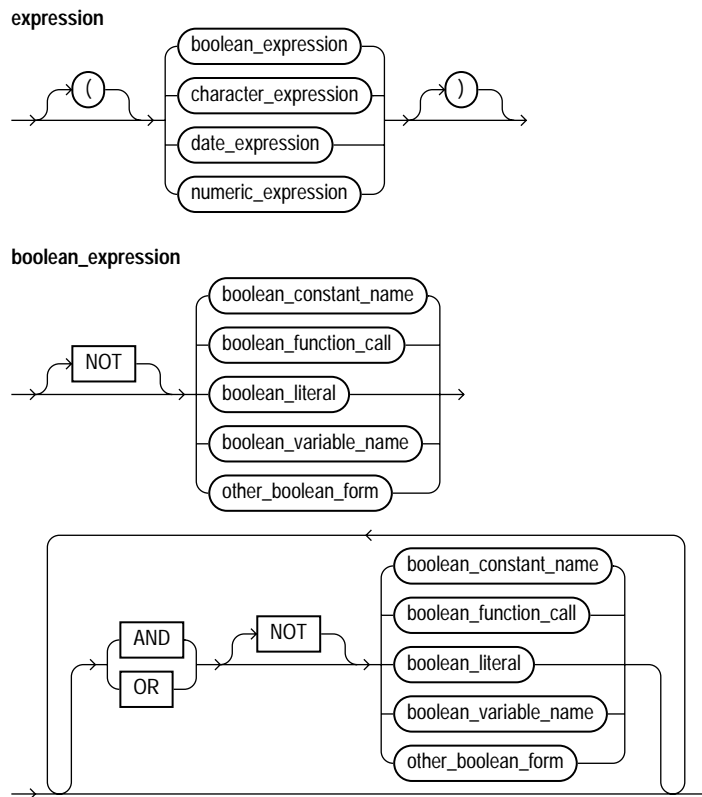 expression
boolean_expression
( character_expression )
date_expression
numeric_expression
boolean_expression
boolean_constant_name
boolean_function_call
NOT
boolean_literal
boolean_variable_name
other_boolean_form
boolean_constant_name
AND NOT boolean_function_call
OR boolean_literal
boolean_variable_name
other_boolean_form